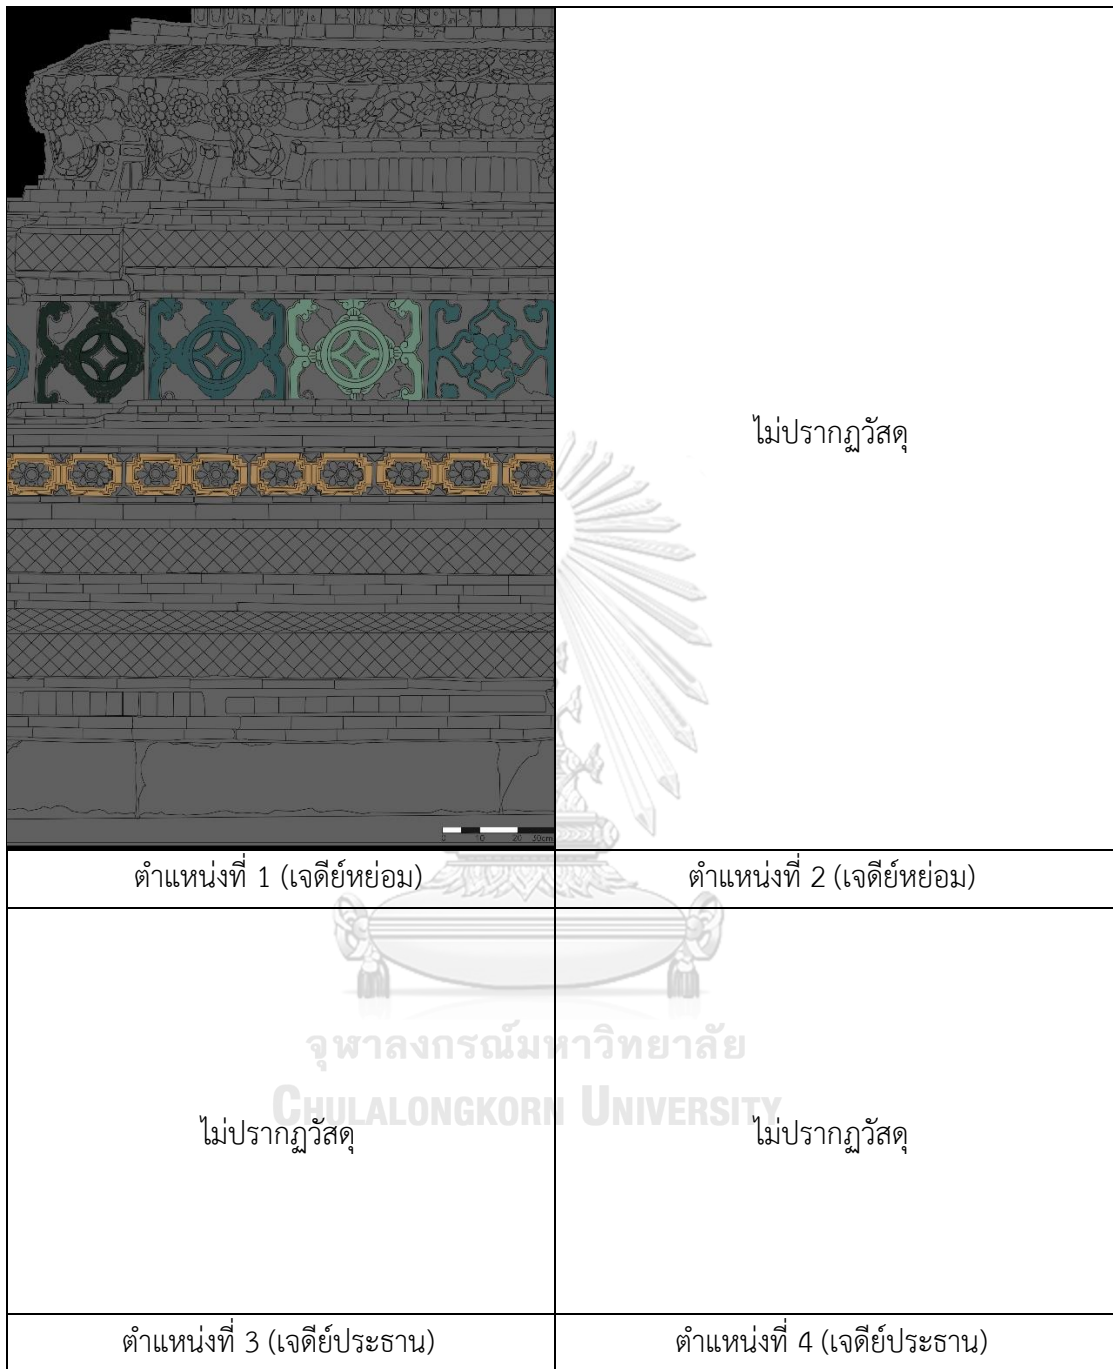 ไม่ปรากฏวัสดุ
0 20 30cm
ตำแหน่งที่ 1 (เจดีย์หย่อม)
ตำแหน่งที่ 2 (เจดีย์หย่อม)
จุฬาลงกรณ์มหาวิทยาลัย
CHULALONGKORN UNIVERSITY
ไม่ปรากฏวัสดุ
ไม่ปรากฏวัสดุ
ตำแหน่งที่ 3 (เจดีย์ประธาน)
ตำแหน่งที่ 4 (เจดีย์ประธาน)